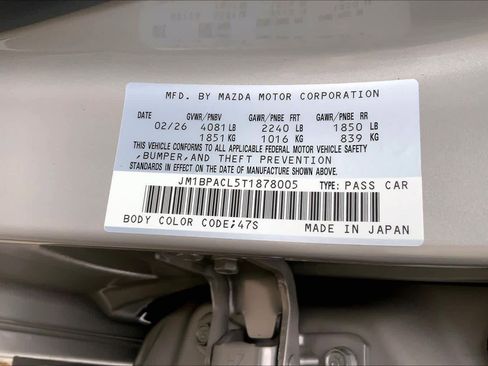 MFD. BY MAZDA MOTOR CORPORATION
DATE GVWR/PNBV GAWR/PNBE FRT GAWR/PNBE RR
02/26 4081 LB 2240 LB 1850 LB
1851 KG 1016 KG 839 KG
THIS VEHICLE CONFORMS TO ALL APPLICABLE FEDERAL MOTOR VEHICLE SAFETY
,BUMPER,AND THEFT PREVENTION
STANDARDS IN EFFECT ON THE DATE OF MANUFACTURE SHOWN ABOVE.
JM1BPACL5T1878005 TYPE: PASS CAR
BODY COLOR CODE;47S MADE IN JAPAN